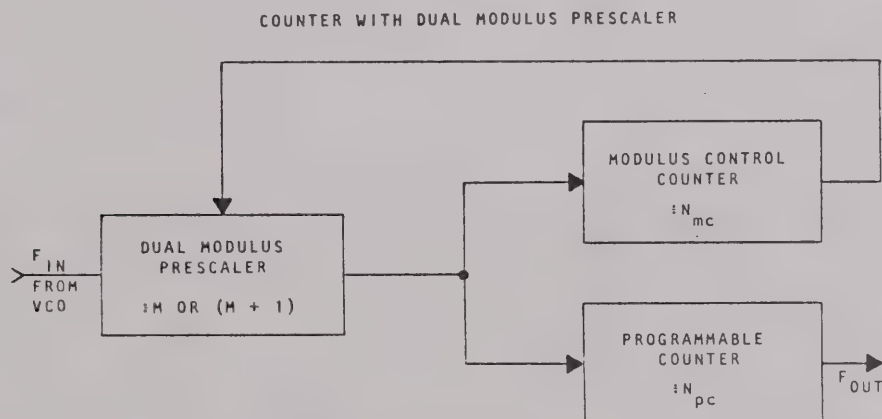 COUNTER WITH DUAL MODULUS PRESCALER
MODULUS CONTROL
COUNTER
÷N mc
DUAL MODULUS
PRESCALER
÷M OR (M + 1)
F IN
FROM
VCO
PROGRAMMABLE
COUNTER
÷N pc
F OUT